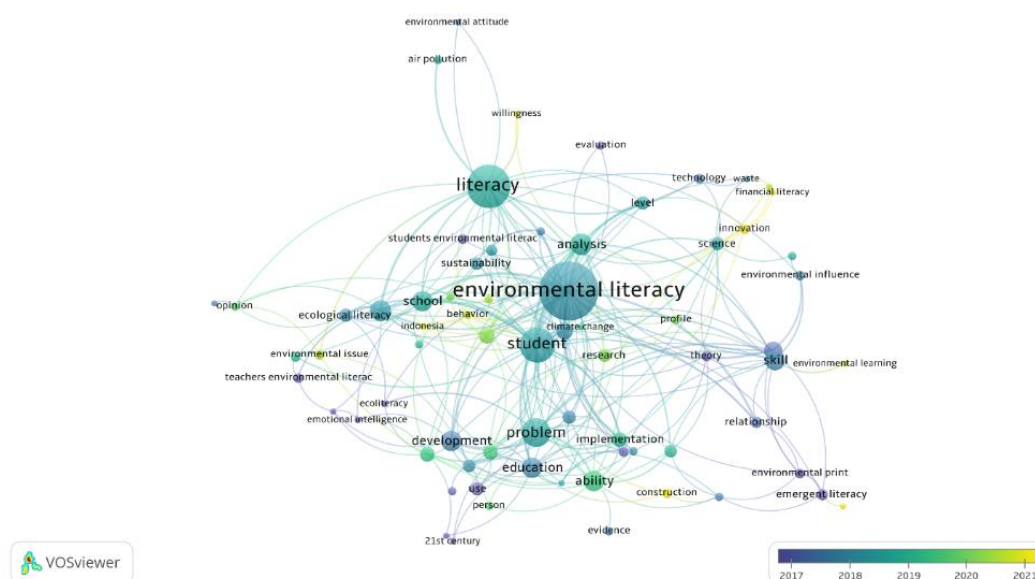 environmental attitude
air pollution
willingness
evaluation
technology
waste
financial literacy
literacy
level
innovation
students environmental literac
analysis
science
sustainability
environmental influence
environmental literacy
opinion
school
ecological literacy
behavior
profile
indonesia
climate change
student
environmental issue
research
theory
skill
environmental learning
teachers environmental literac
ecoliteracy
emotional intelligence
relationship
development
problem
implementation
education
environmental print
ability
use
construction
emergent literacy
person
evidence
21st century
VOSviewer
2017 2018 2019 2020 2021